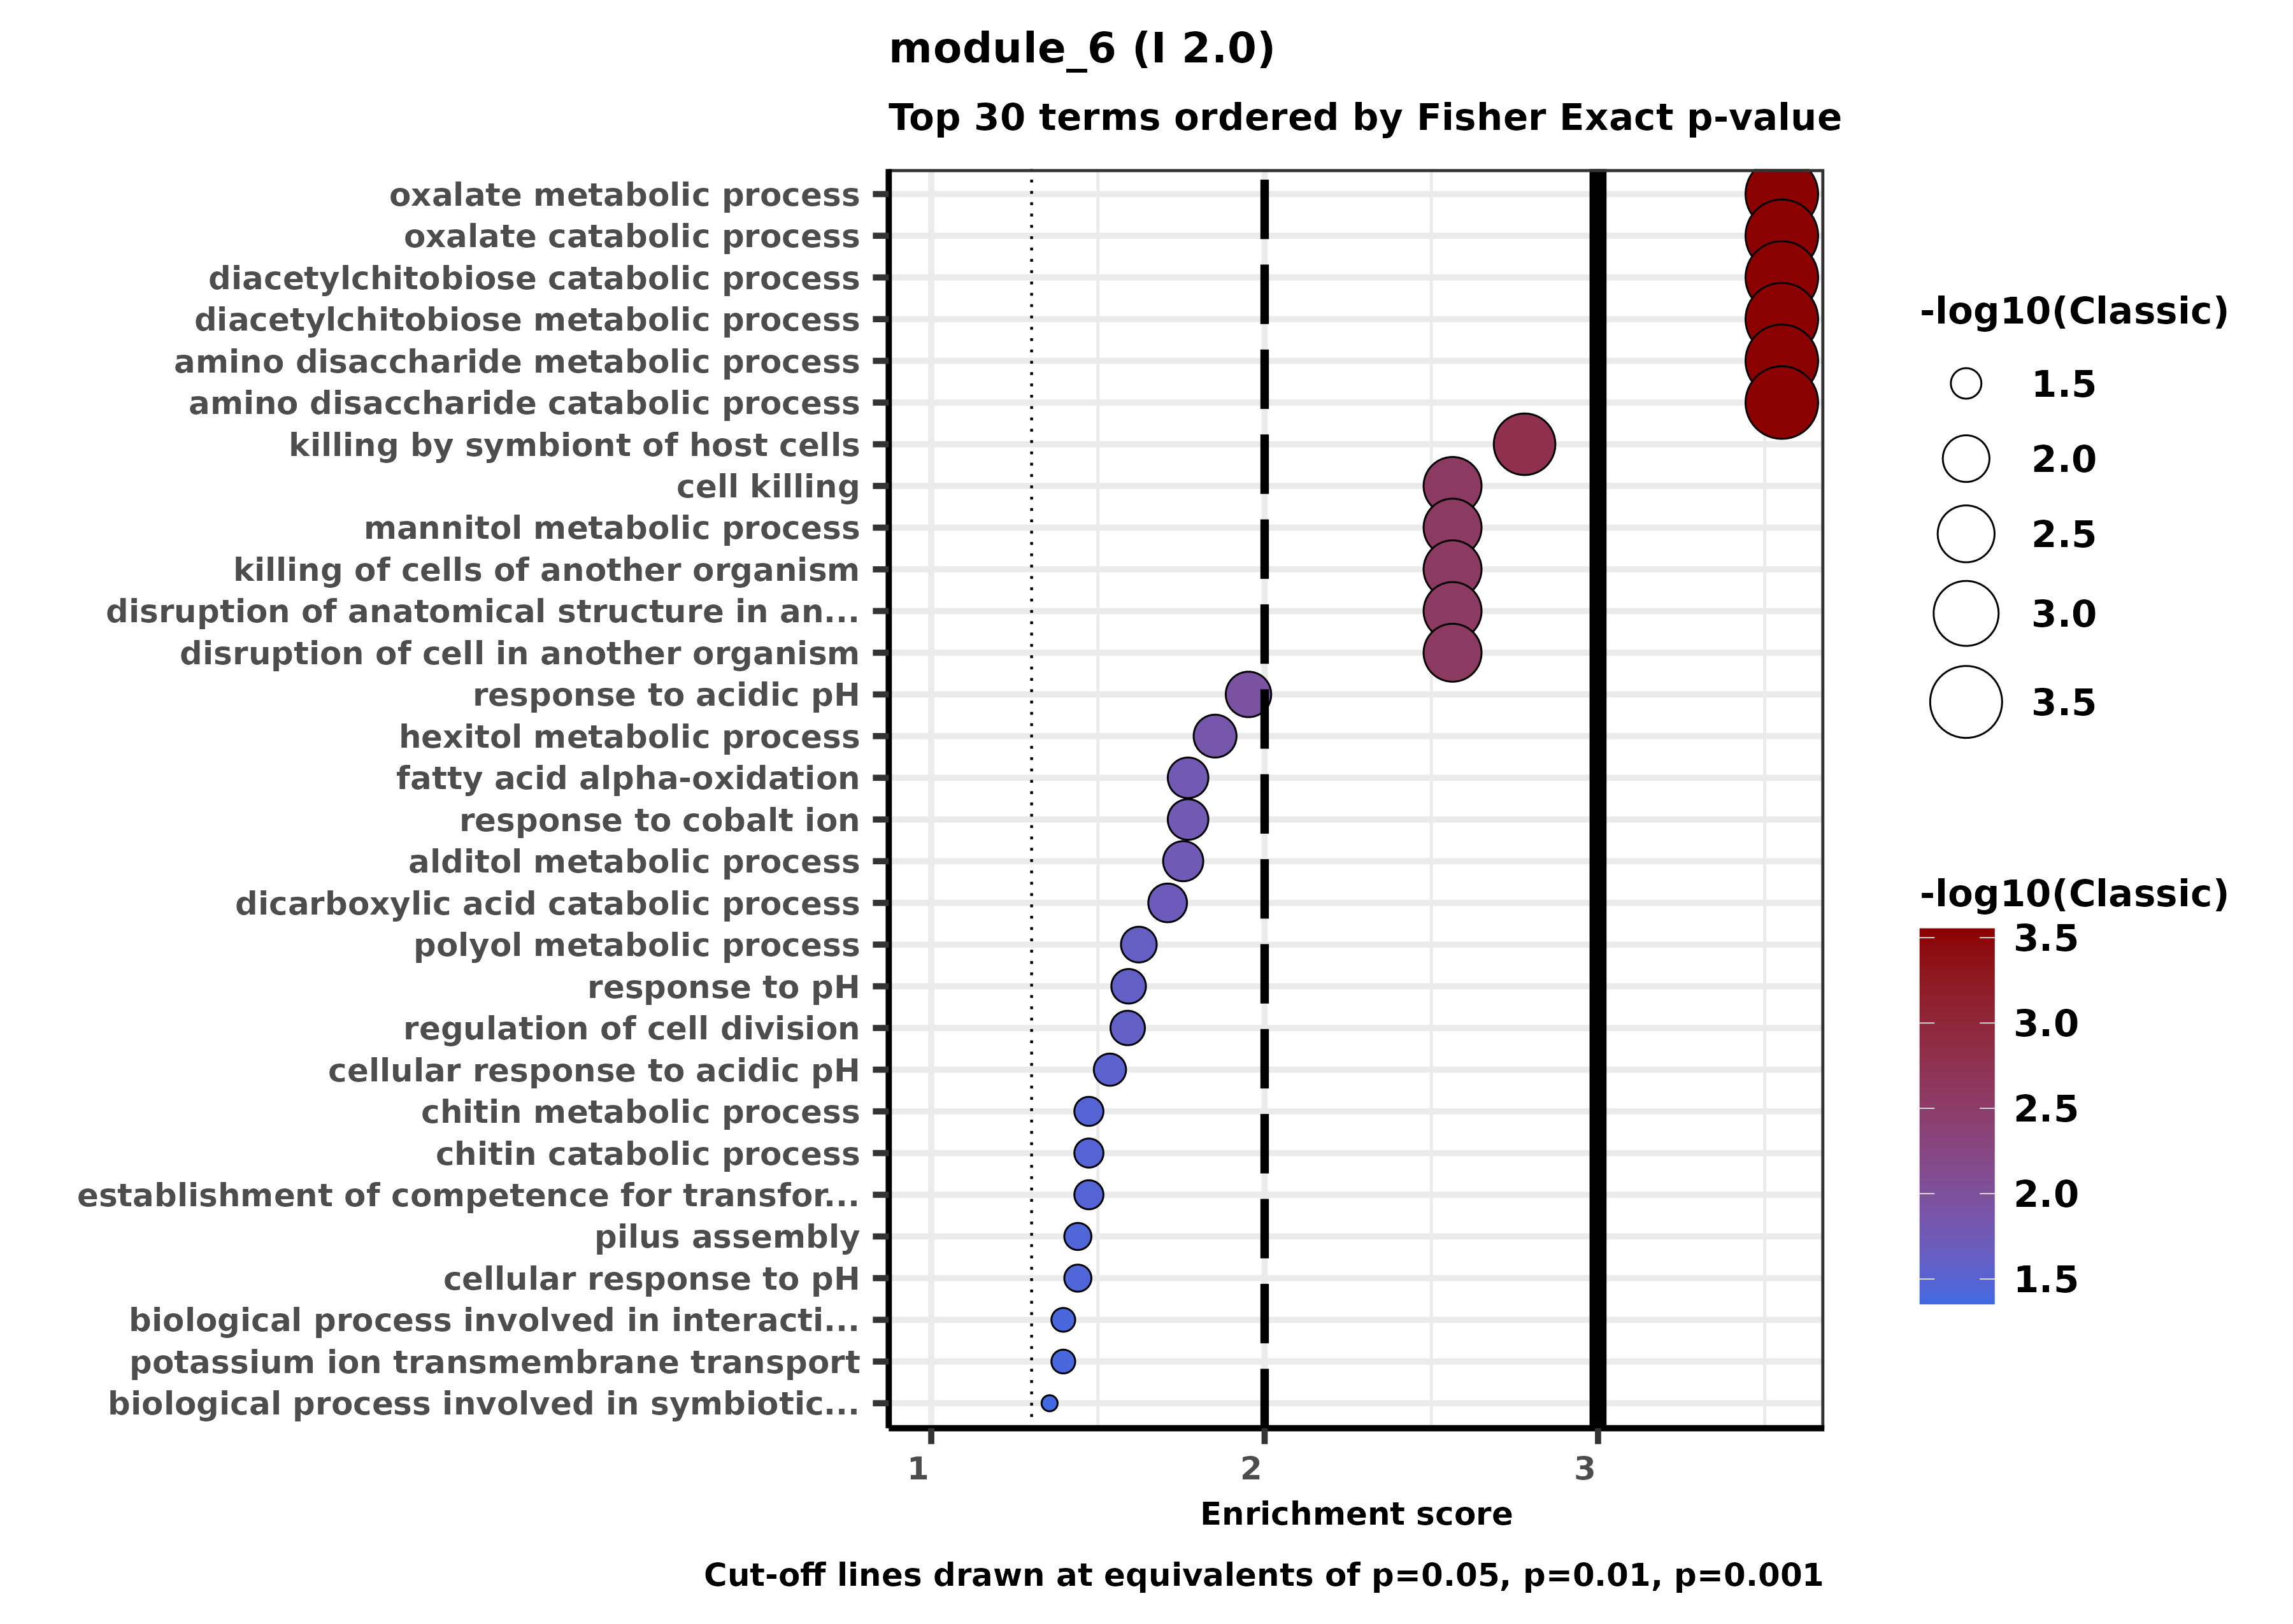 module_6 (I 2.0)
Top 30 terms ordered by Fisher Exact p-value
oxalate metabolic process
oxalate catabolic process
diacetylchitobiose catabolic process
diacetylchitobiose metabolic process
amino disaccharide metabolic process
amino disaccharide catabolic process
killing by symbiont of host cells
cell killing
mannitol metabolic process
killing of cells of another organism
disruption of anatomical structure in an...
disruption of cell in another organism
response to acidic pH
hexitol metabolic process
fatty acid alpha-oxidation
response to cobalt ion
alditol metabolic process
dicarboxylic acid catabolic process
polyol metabolic process
response to pH
regulation of cell division
cellular response to acidic pH
chitin metabolic process
chitin catabolic process
establishment of competence for transfor...
pilus assembly
cellular response to pH
biological process involved in interacti...
potassium ion transmembrane transport
biological process involved in symbiotic...
1 2 3
Enrichment score
Cut-off lines drawn at equivalents of p=0.05, p=0.01, p=0.001
-log10(Classic)
1.5
2.0
2.5
3.0
3.5
-log10(Classic)
3.5
3.0
2.5
2.0
1.5